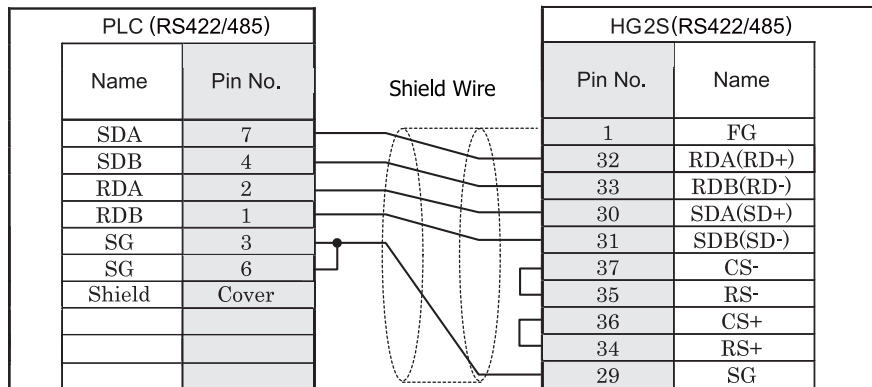 PLC (RS422/485)
HG2S(RS422/485)
Name Pin No.
Shield Wire
Pin No. Name
SDA 7
SDB 4
RDA 2
RDB 1
SG 3
SG 6
Shield Cover
1 FG
32 RDA(RD+)
33 RDB(RD-)
30 SDA(SD+)
31 SDB(SD-)
37 CS-
35 RS-
36 CS+
34 RS+
29 SG